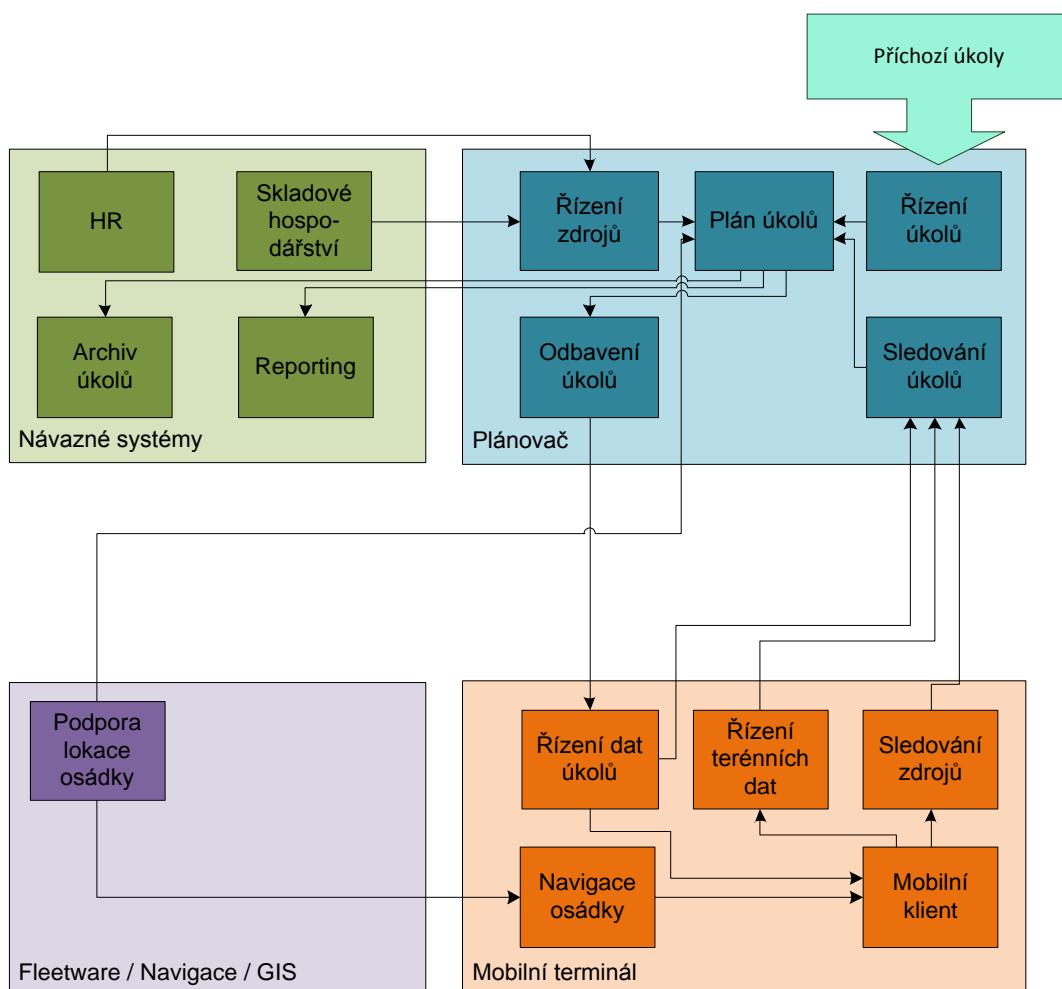 Příchozí úkoly
HR
Skladové
hospo-
dářství
Archiv
úkolů
Reporting
Návazné systémy
Řízení
zdrojů
Plán úkolů
Řízení
úkolů
Odbavení
úkolů
Sledování
úkolů
Plánovač
Podpora
lokace
osádky
Fleetware / Navigace / GIS
Řízení dat
úkolů
Řízení
terénních
dat
Sledování
zdrojů
Navigace
osádky
Mobilní
klient
Mobilní terminál